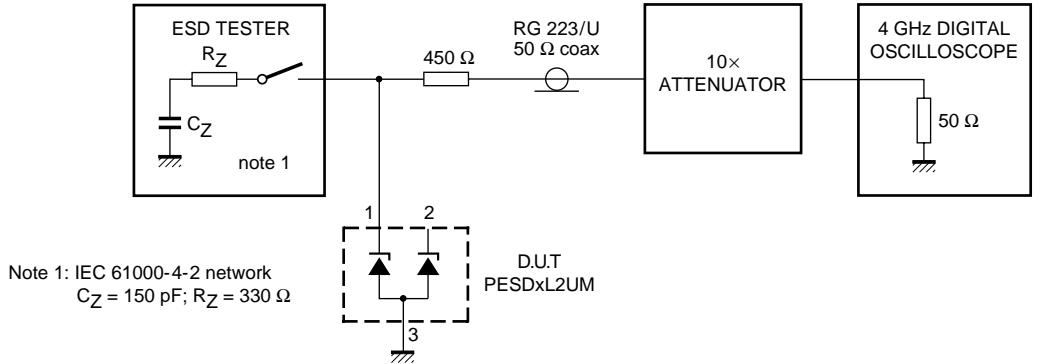 ESD TESTER
RZ
CZ
note 1
450 Ω
RG 223/U
50 Ω coax
10×
ATTENUATOR
4 GHz DIGITAL
OSCILLOSCOPE
50 Ω
1
2
3
D.U.T
PESDxL2UM
Note 1: IEC 61000-4-2 network
CZ = 150 pF; RZ = 330 Ω